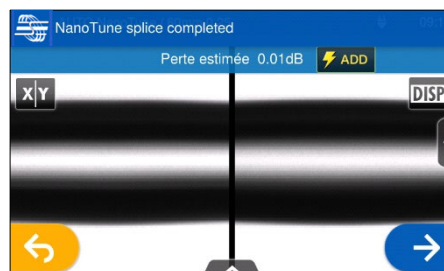 NanoTune splice completed
Perte estimée 0.01dB ADD
X|Y
DISP